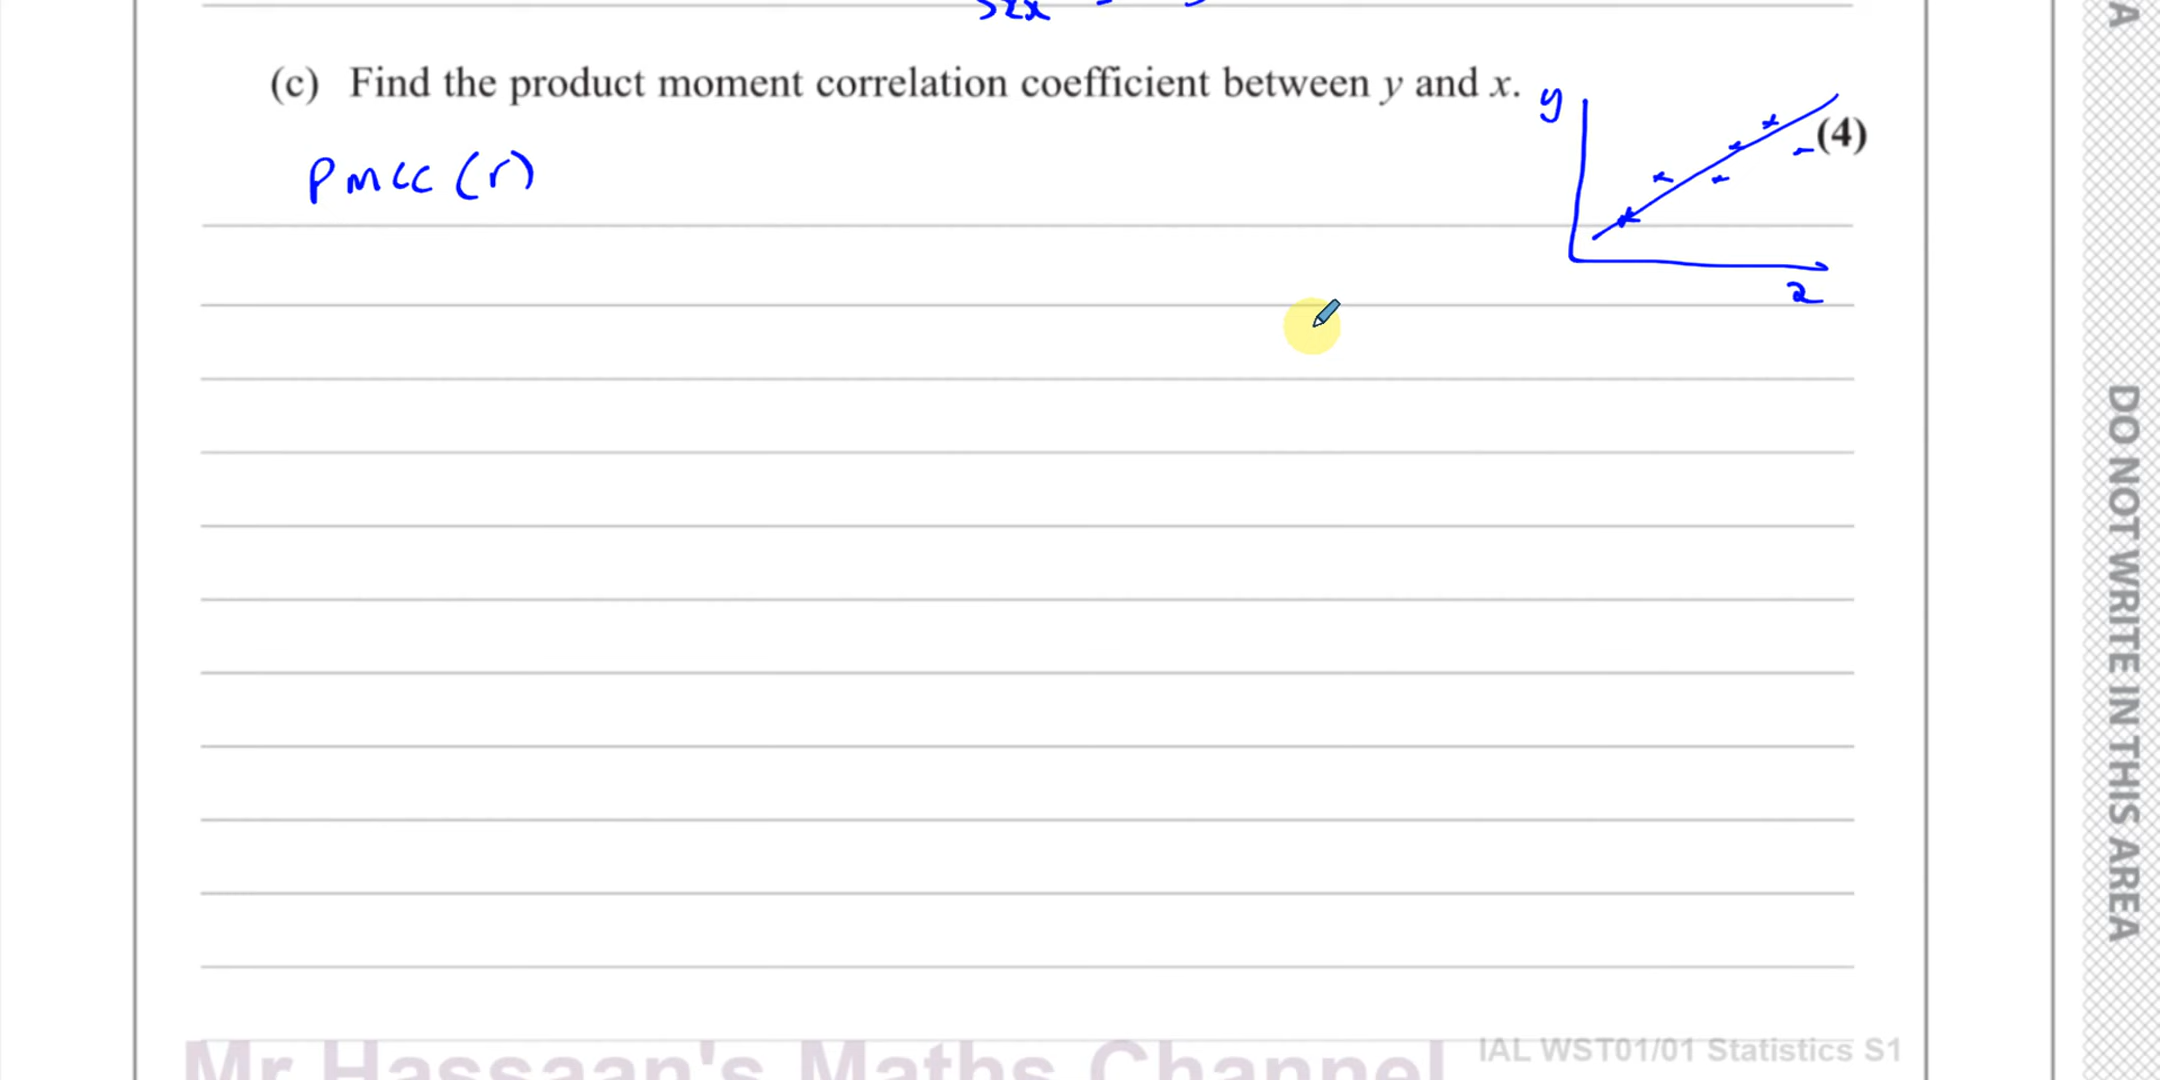 (c) Find the product moment correlation coefficient between y and x.
y
(4)
PMCC (r)
x
A
DO NOT WRITE IN THIS AREA
Mr Hassaan's Maths Channel
IAL WST01/01 Statistics S1